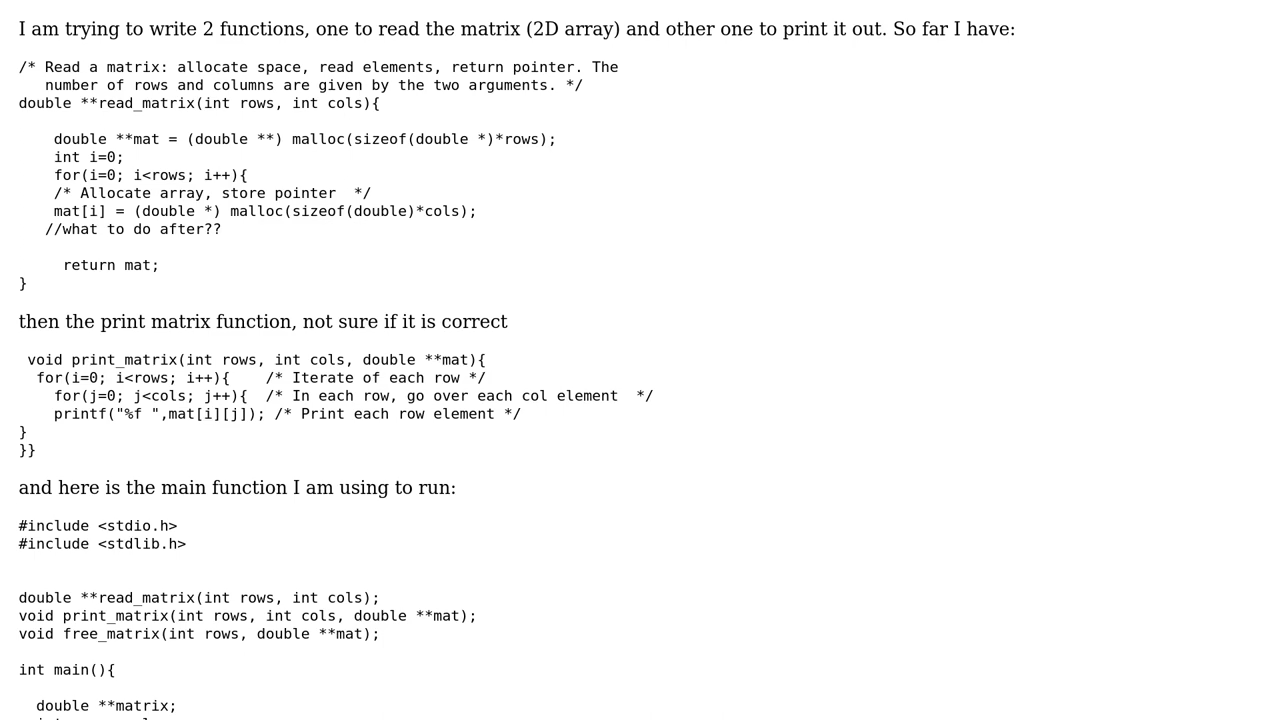 I am trying to write 2 functions, one to read the matrix (2D array) and other one to print it out. So far I have:
/* Read a matrix: allocate space, read elements, return pointer. The
   number of rows and columns are given by the two arguments. */
double **read_matrix(int rows, int cols){
    double **mat = (double **) malloc(sizeof(double *)*rows);
    int i=0;
    for(i=0; i<rows; i++){
    /* Allocate array, store pointer  */
    mat[i] = (double *) malloc(sizeof(double)*cols);
   //what to do after??
     return mat;
}
then the print matrix function, not sure if it is correct
 void print_matrix(int rows, int cols, double **mat){
  for(i=0; i<rows; i++){    /* Iterate of each row */
    for(j=0; j<cols; j++){  /* In each row, go over each col element  */
    printf("%f ",mat[i][j]); /* Print each row element */
}
}}
and here is the main function I am using to run:
#include <stdio.h>
#include <stdlib.h>
double **read_matrix(int rows, int cols);
void print_matrix(int rows, int cols, double **mat);
void free_matrix(int rows, double **mat);
int main(){
  double **matrix;